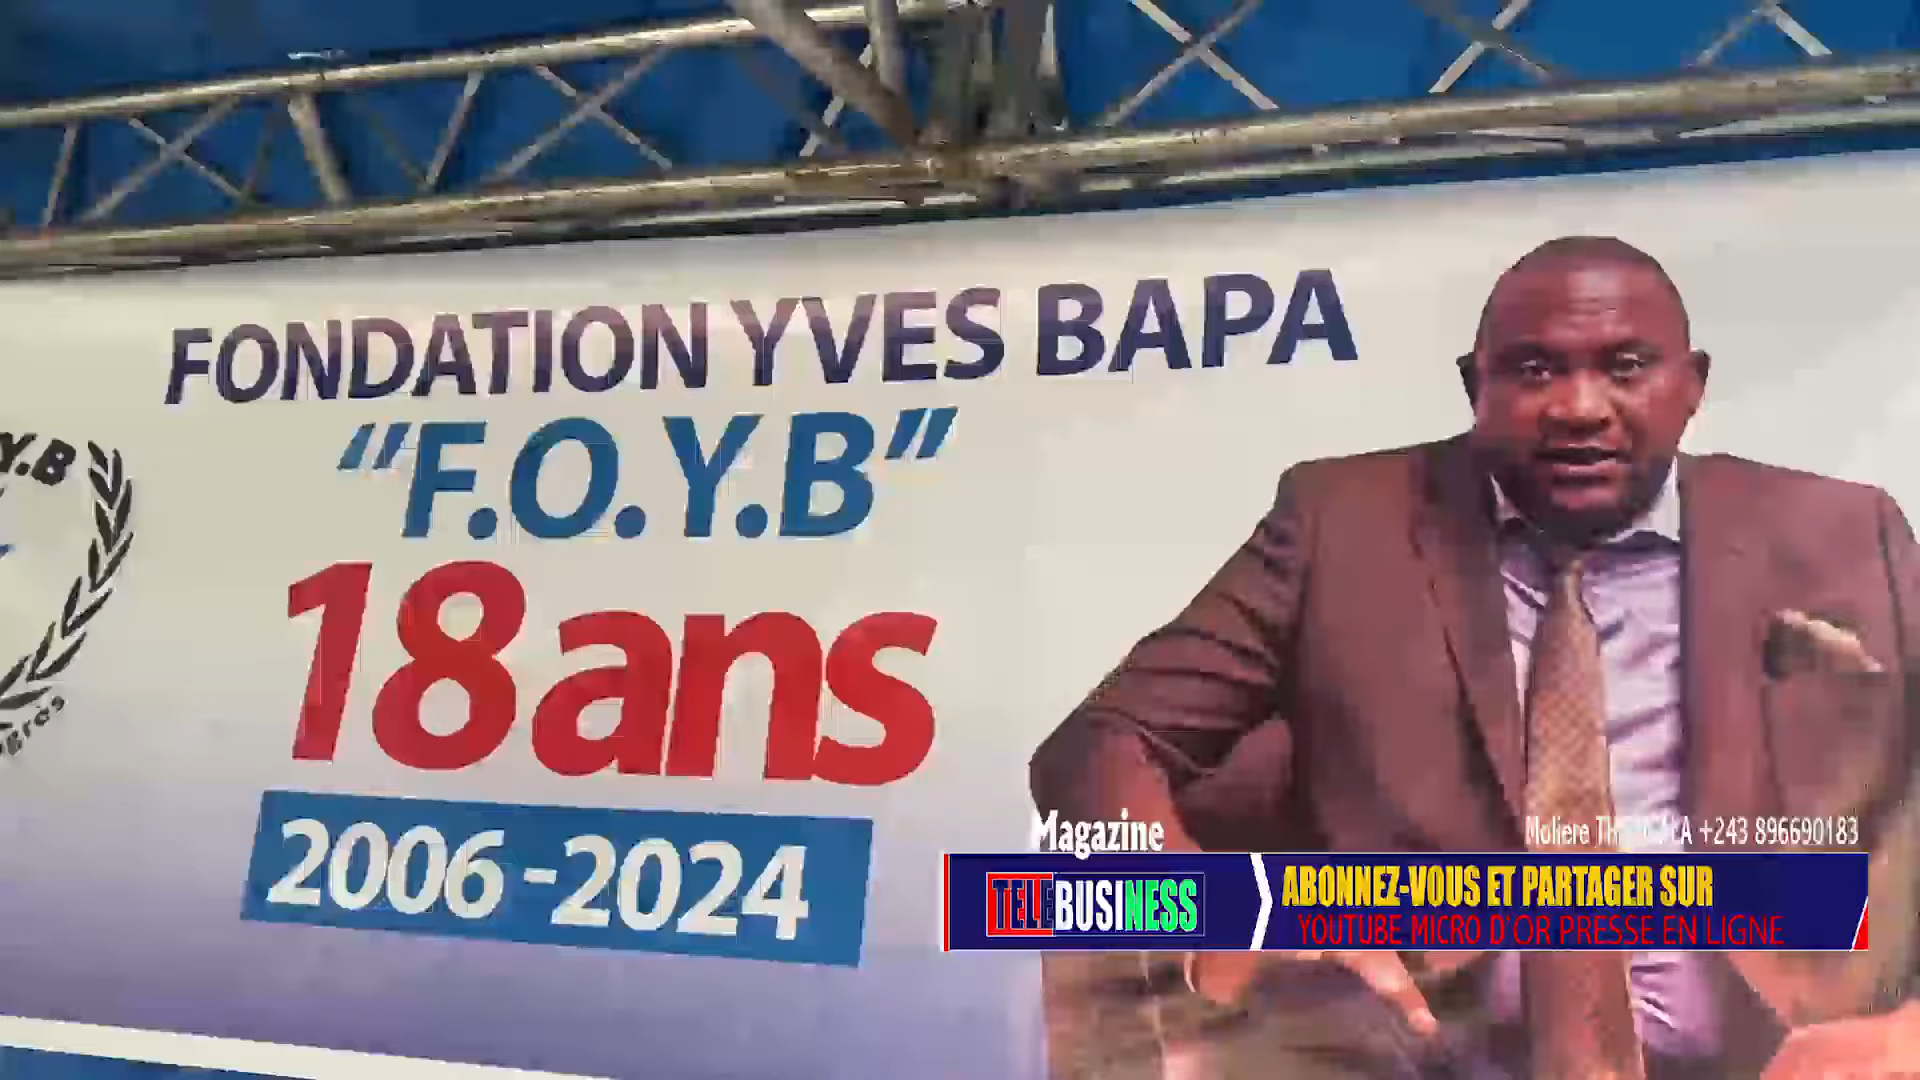 FONDATION YVES BAPA
"F.O.Y.B"
18ans
2006-2024
Y.B
Magazine
Moliere +243 896690183
TELEBUSINESS
ABONNEZ-VOUS ET PARTAGER SUR
YOUTUBE MICRO D'OR PRESSE EN LIGNE